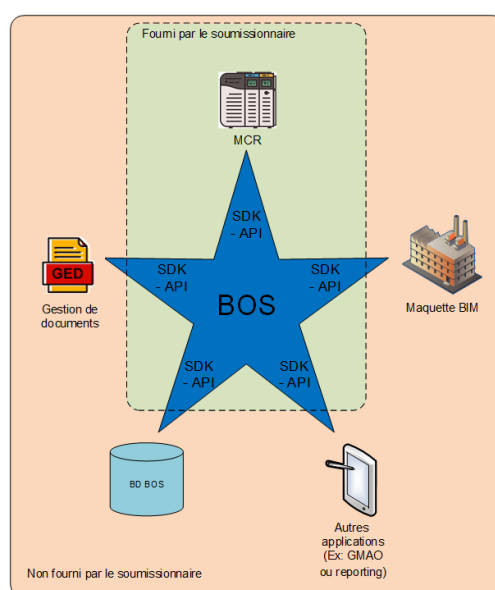 Fourni par le soumissionnaire
MCR
SDK
- API
SDK
- API
SDK
- API
GED
BOS
Gestion de
documents
Maquette BIM
SDK
- API
SDK
- API
BD BOS
Autres
applications
(Ex: GMAO
ou reporting)
Non fourni par le soumissionnaire